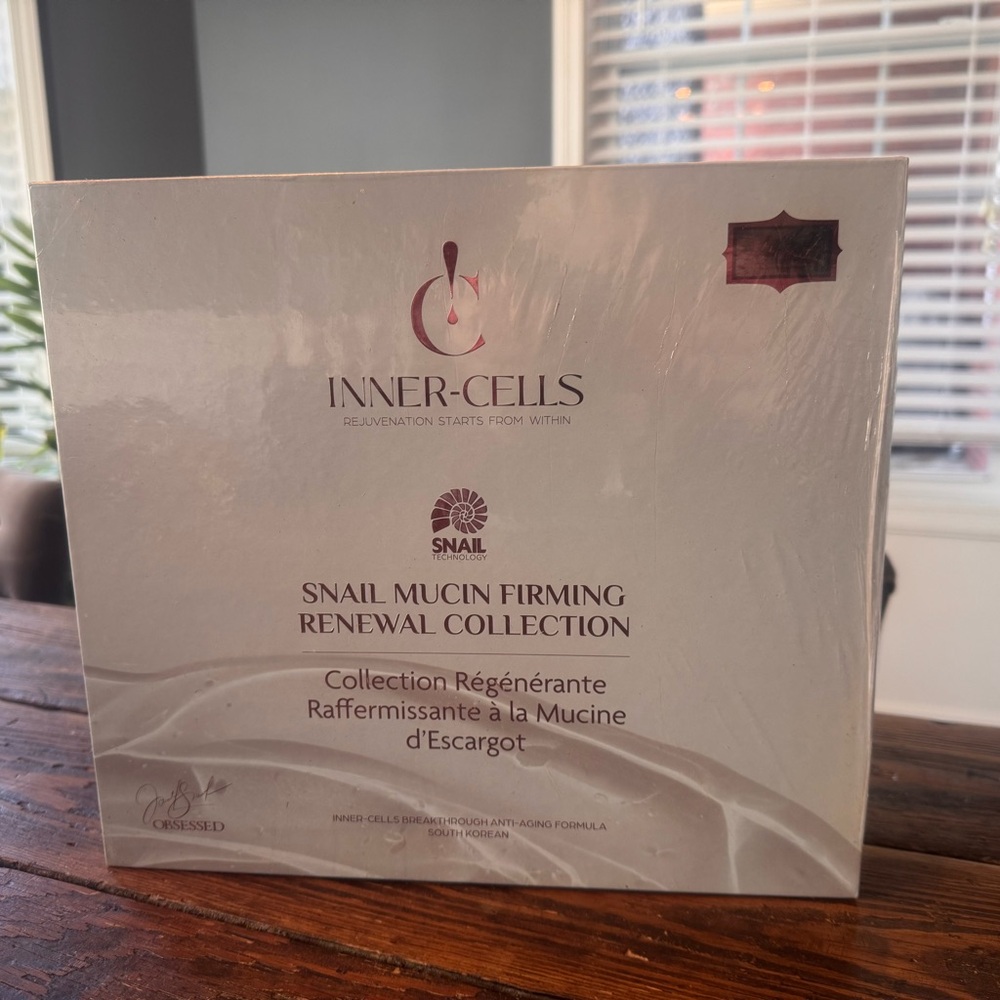 INNER-CELLS
REJUVENATION STARTS FROM WITHIN
SNAIL
TECHNOLOGY
SNAIL MUCIN FIRMING
RENEWAL COLLECTION
Collection Régénérante
Raffermissante à la Mucine
d'Escargot
OBSESSED
INNER-CELLS BREAKTHROUGH ANTI-AGING FORMULA
SOUTH KOREAN